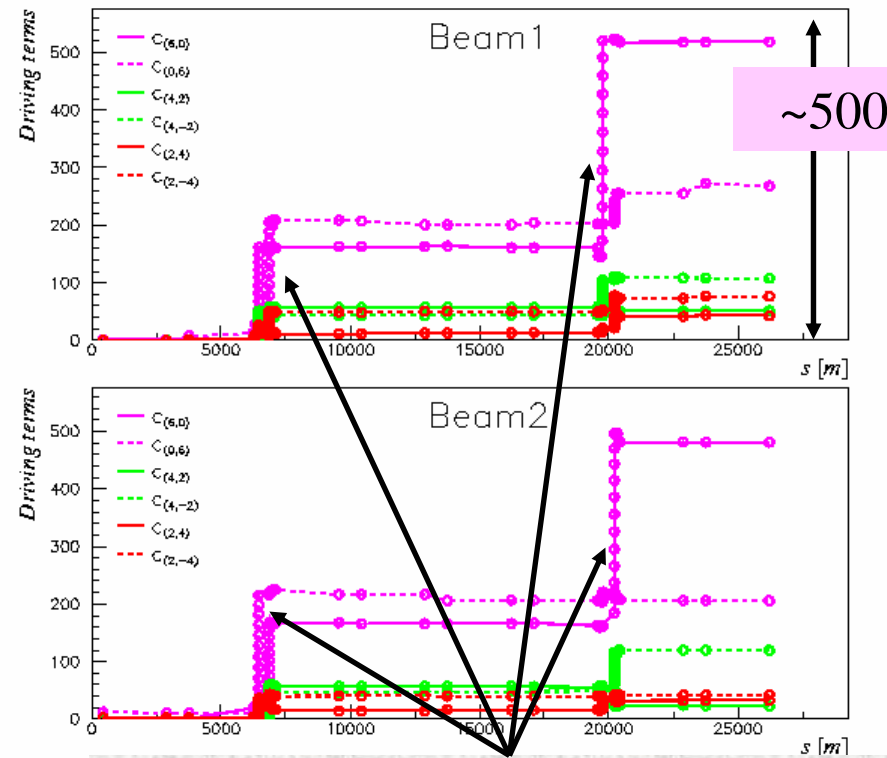 Driving terms
500
400
300
200
100
0
Beam1
C(6,0)
C(0,6)
C(4,2)
C(4,-2)
C(2,4)
C(2,-4)
~500
0
5000
10000
15000
20000
25000
s [m]
Driving terms
500
400
300
200
100
0
Beam2
C(6,0)
C(0,6)
C(4,2)
C(4,-2)
C(2,4)
C(2,-4)
0
5000
10000
15000
20000
25000
s [m]